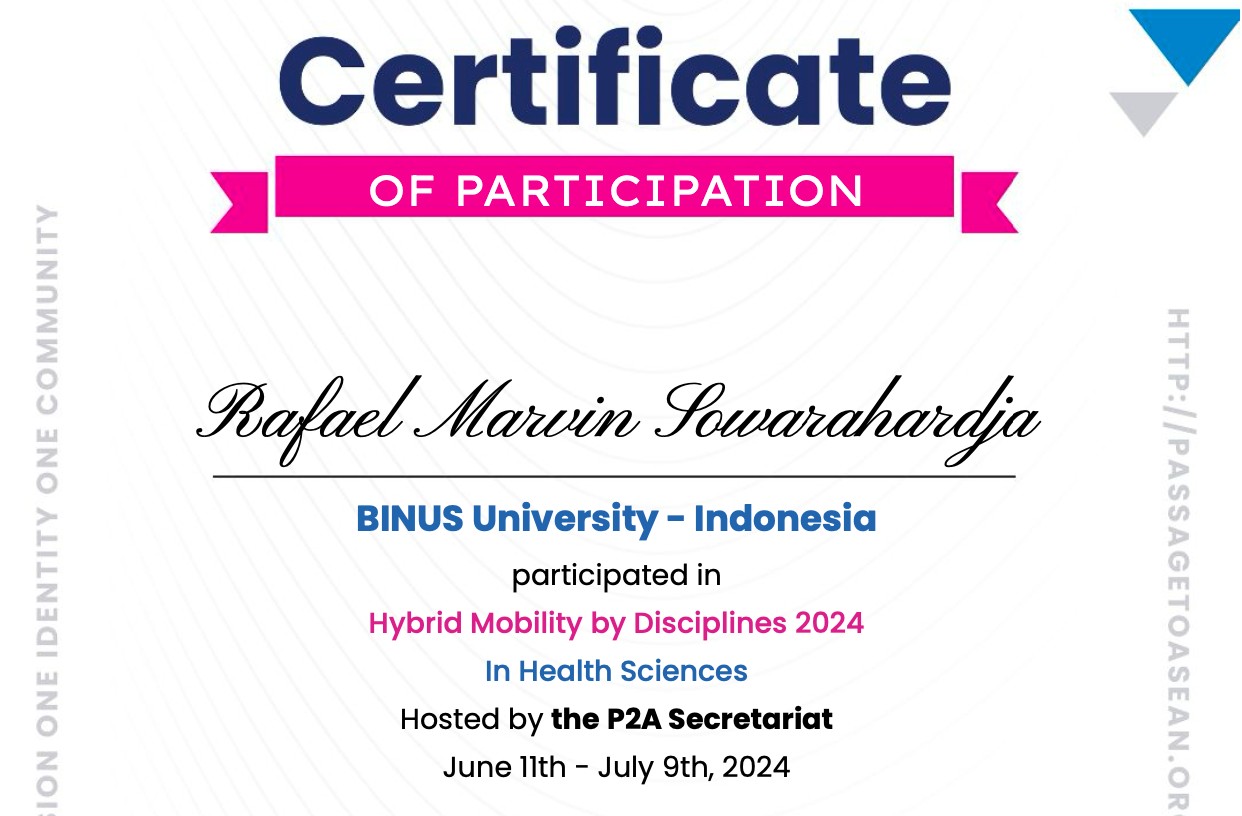 Certificate
OF PARTICIPATION
Rafael Marvin Sowarahardja
BINUS University - Indonesia
participated in
Hybrid Mobility by Disciplines 2024
In Health Sciences
Hosted by the P2A Secretariat
June 11th - July 9th, 2024
ONE IDENTITY ONE COMMUNITY
HTTP://PASSAGETOASEAN.OR